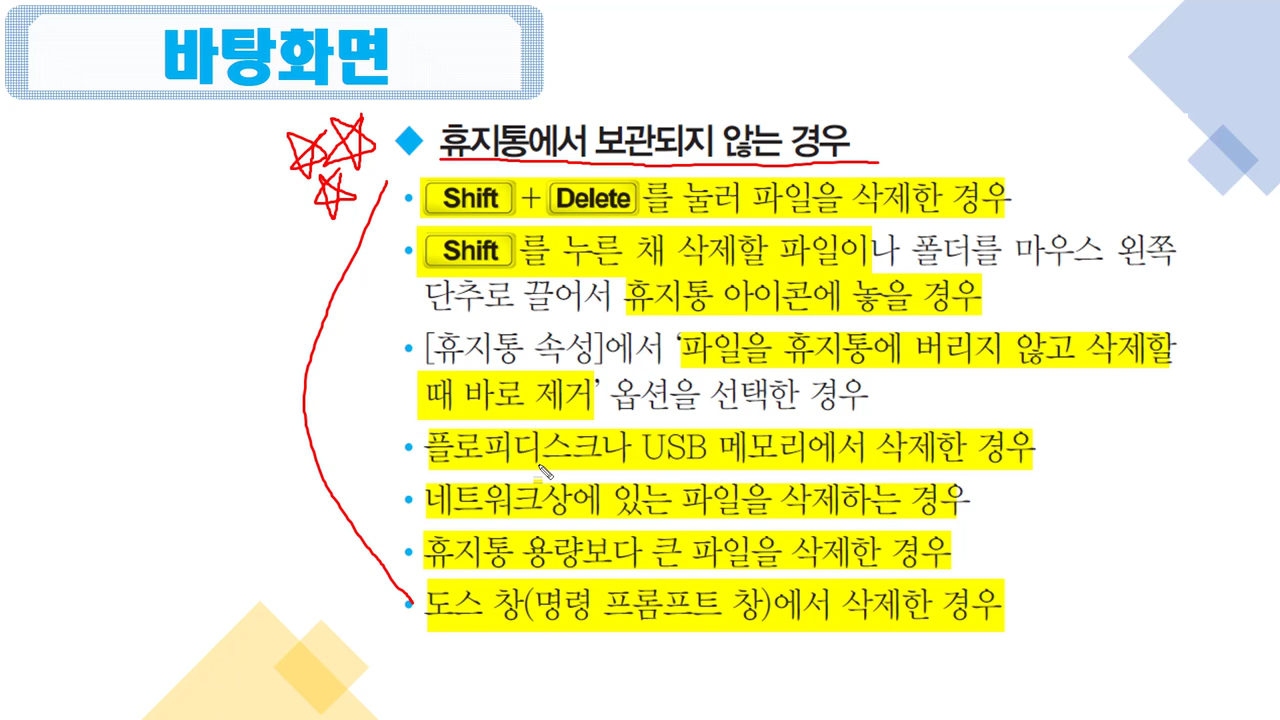 바탕화면
◆ 휴지통에서 보관되지 않는 경우
• Shift + Delete 를 눌러 파일을 삭제한 경우
• Shift 를 누른 채 삭제할 파일이나 폴더를 마우스 왼쪽
단추로 끌어서 휴지통 아이콘에 놓을 경우
• [휴지통 속성]에서 ‘파일을 휴지통에 버리지 않고 삭제할
때 바로 제거’ 옵션을 선택한 경우
• 플로피디스크나 USB 메모리에서 삭제한 경우
• 네트워크상에 있는 파일을 삭제하는 경우
• 휴지통 용량보다 큰 파일을 삭제한 경우
• 도스 창(명령 프롬프트 창)에서 삭제한 경우